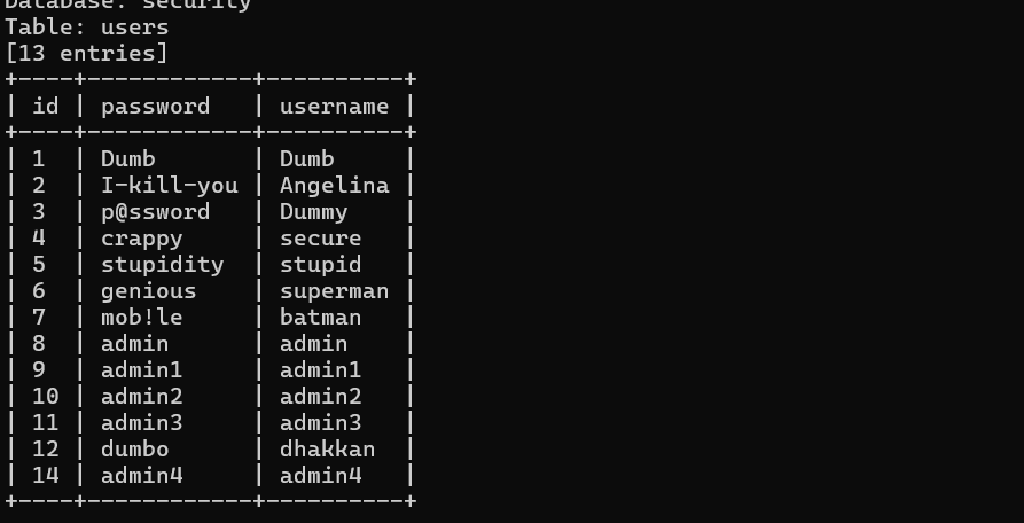 Database: security
Table: users
[13 entries]
+----+------------+----------+
| id | password   | username |
+----+------------+----------+
| 1  | Dumb       | Dumb     |
| 2  | I-kill-you | Angelina |
| 3  | p@ssword   | Dummy    |
| 4  | crappy     | secure   |
| 5  | stupidity  | stupid   |
| 6  | genious    | superman |
| 7  | mob!le     | batman   |
| 8  | admin      | admin    |
| 9  | admin1     | admin1   |
| 10 | admin2     | admin2   |
| 11 | admin3     | admin3   |
| 12 | dumbo      | dhakkan  |
| 14 | admin4     | admin4   |
+----+------------+----------+